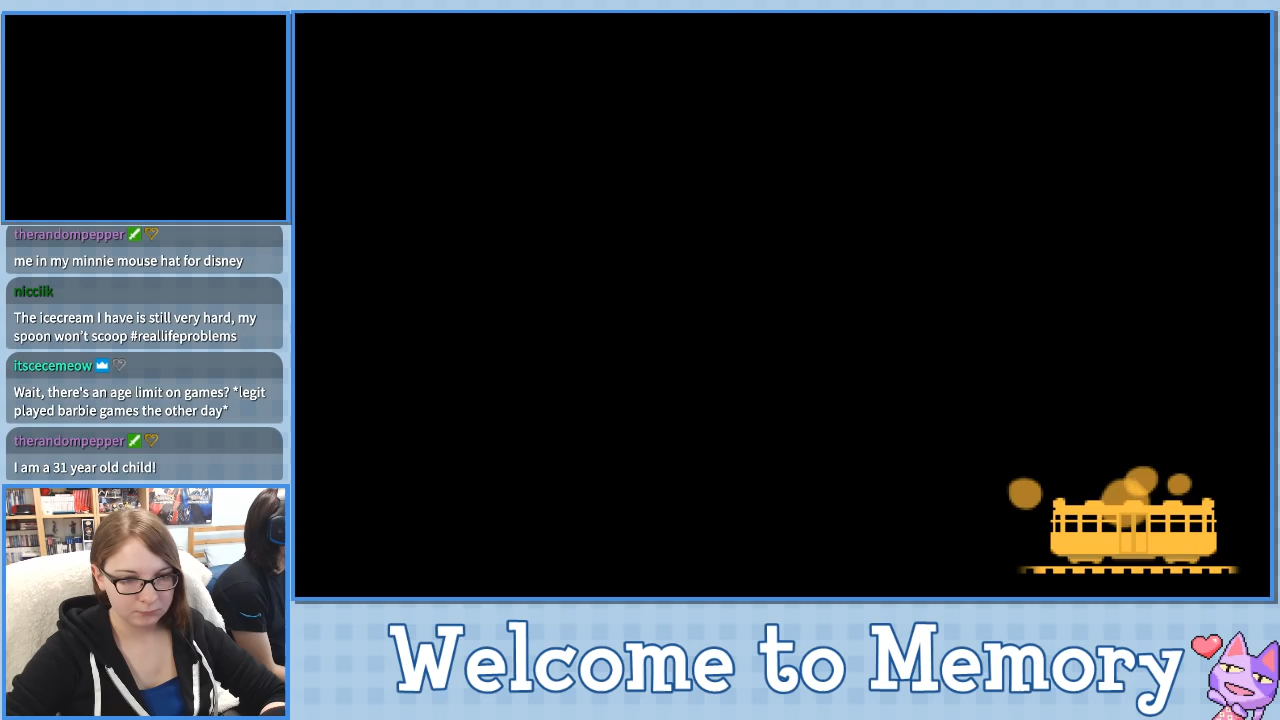 therandompepper
me in my minnie mouse hat for disney
nicciik
The icecream I have is still very hard, my
spoon won't scoop #reallifeproblems
itscecemeow
Wait, there's an age limit on games? *legit
played barbie games the other day*
therandompepper
I am a 31 year old child!
Welcome to Memory